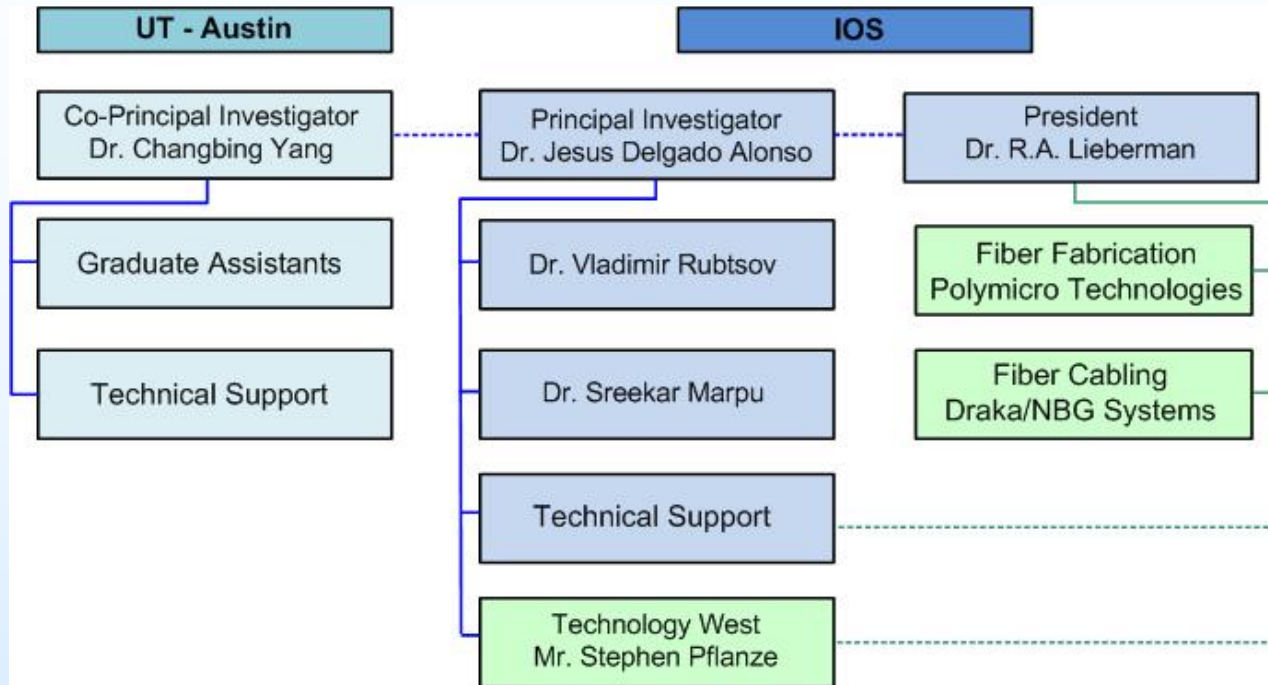 UT - Austin
IOS
Co-Principal Investigator
Dr. Changbing Yang
Principal Investigator
Dr. Jesus Delgado Alonso
President
Dr. R.A. Lieberman
Graduate Assistants
Dr. Vladimir Rubtsov
Fiber Fabrication
Polymicro Technologies
Technical Support
Dr. Sreekar Marpu
Fiber Cabling
Draka/NBG Systems
Technical Support
Technology West
Mr. Stephen Pflanze